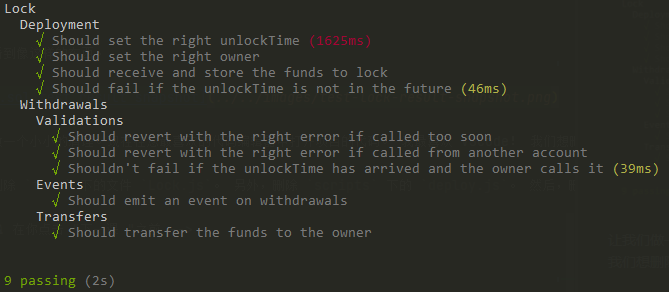 Lock
Deployment
√ Should set the right unlockTime (1625ms)
√ Should set the right owner
√ Should receive and store the funds to lock
√ Should fail if the unlockTime is not in the future (46ms)
Withdrawals
Validations
√ Should revert with the right error if called too soon
√ Should revert with the right error if called from another account
√ Shouldn't fail if the unlockTime has arrived and the owner calls it (39ms)
Events
√ Should emit an event on withdrawals
Transfers
√ Should transfer the funds to the owner
9 passing (2s)